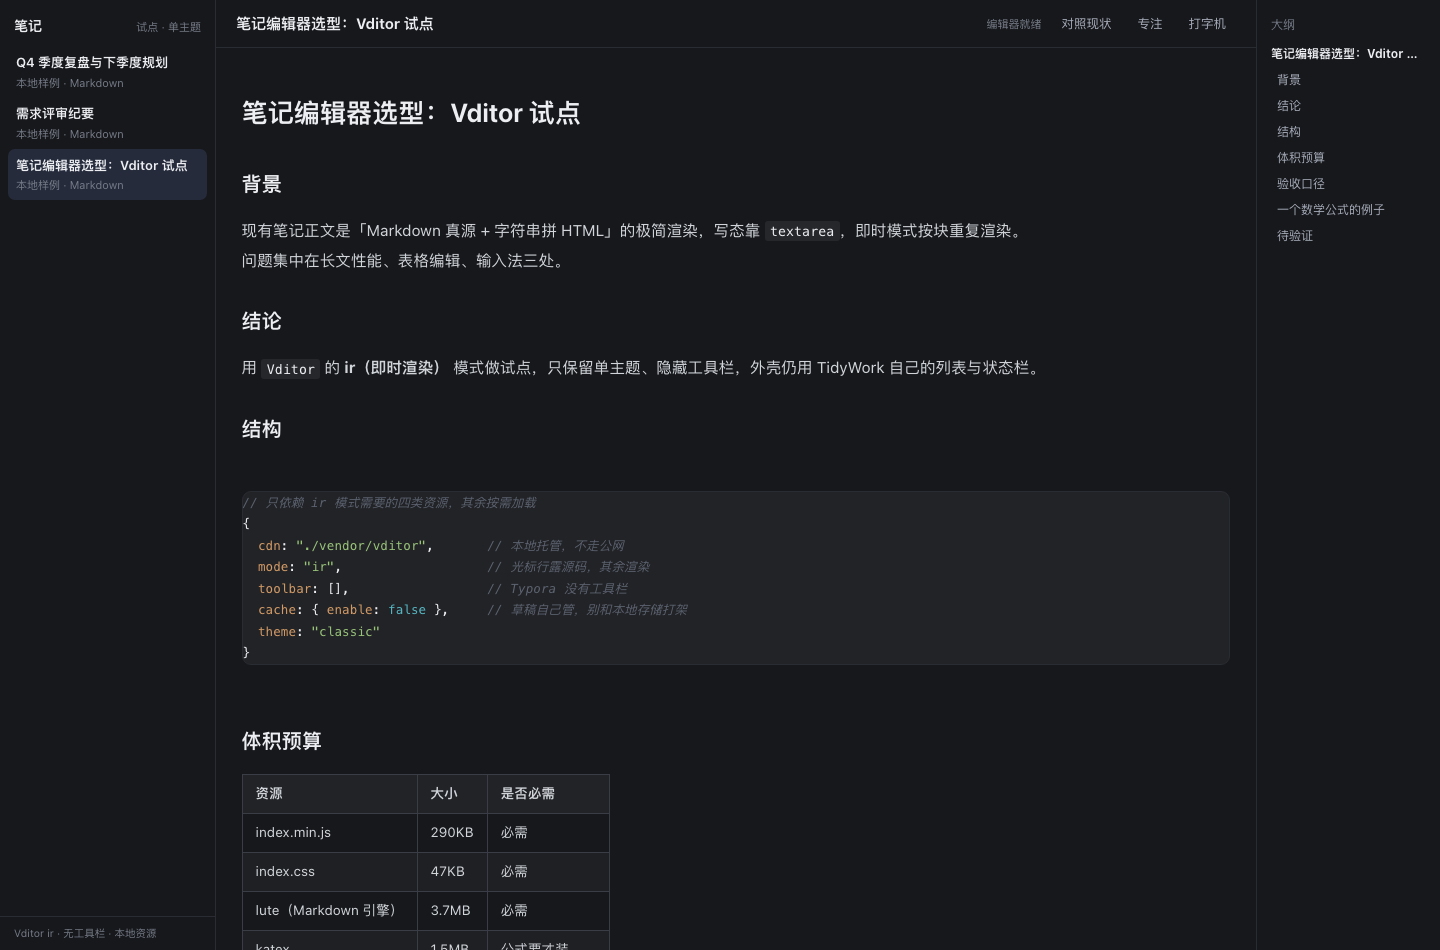 笔记
试点 · 单主题
Q4 季度复盘与下季度规划
本地样例 · Markdown
需求评审纪要
本地样例 · Markdown
笔记编辑器选型：Vditor 试点
本地样例 · Markdown
Vditor ir · 无工具栏 · 本地资源
笔记编辑器选型：Vditor 试点
编辑器就绪 对照现状 专注 打字机
笔记编辑器选型：Vditor 试点
背景
现有笔记正文是「Markdown 真源 + 字符串拼 HTML」的极简渲染，写态靠 textarea，即时模式按块重复渲染。
问题集中在长文性能、表格编辑、输入法三处。
结论
用 Vditor 的 ir（即时渲染） 模式做试点，只保留单主题、隐藏工具栏，外壳仍用 TidyWork 自己的列表与状态栏。
结构
// 只依赖 ir 模式需要的四类资源，其余按需加载
{
  cdn: "./vendor/vditor",       // 本地托管，不走公网
  mode: "ir",                   // 光标行露源码，其余渲染
  toolbar: [],                  // Typora 没有工具栏
  cache: { enable: false },     // 草稿自己管，别和本地存储打架
  theme: "classic"
}
体积预算
资源 大小 是否必需
index.min.js 290KB 必需
index.css 47KB 必需
lute（Markdown 引擎） 3.7MB 必需
katex 1.5MB 公式要才装
大纲
笔记编辑器选型：Vditor ...
背景
结论
结构
体积预算
验收口径
一个数学公式的例子
待验证